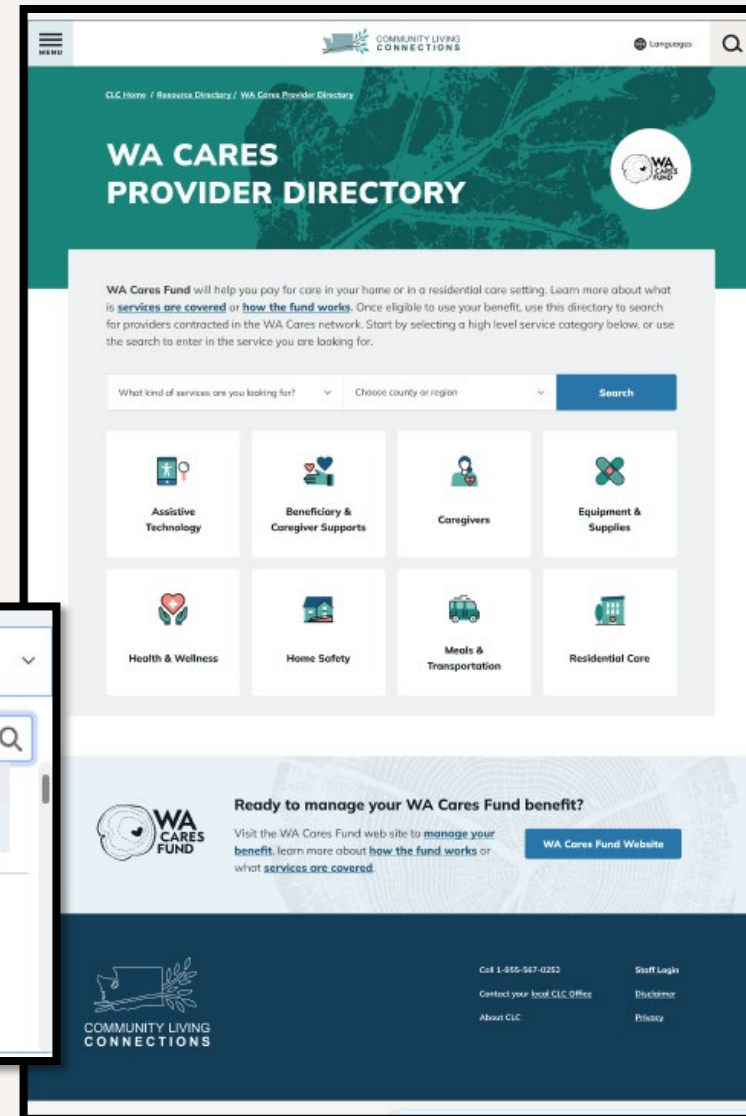 MENU
COMMUNITY LIVING
CONNECTIONS
Languages
CLC Home / Resource Directory / WA Cares Provider Directory
WA CARES
PROVIDER DIRECTORY
WA
CARES
FUND
WA Cares Fund will help you pay for care in your home or in a residential care setting. Learn more about what
is services are covered or how the fund works. Once eligible to use your benefit, use this directory to search
for providers contracted in the WA Cares network. Start by selecting a high level service category below, or use
the search to enter in the service you are looking for.
What kind of services are you looking for?
Choose county or region
Search
Assistive
Technology
Beneficiary &
Caregiver Supports
Caregivers
Equipment &
Supplies
Health & Wellness
Home Safety
Meals &
Transportation
Residential Care
WA
CARES
FUND
Ready to manage your WA Cares Fund benefit?
Visit the WA Cares Fund web site to manage your
benefit, learn more about how the fund works or
what services are covered.
WA Cares Fund Website
COMMUNITY LIVING
CONNECTIONS
Call 1-855-567-0252
Contact your local CLC Office
About CLC
Staff Login
Disclaimer
Privacy